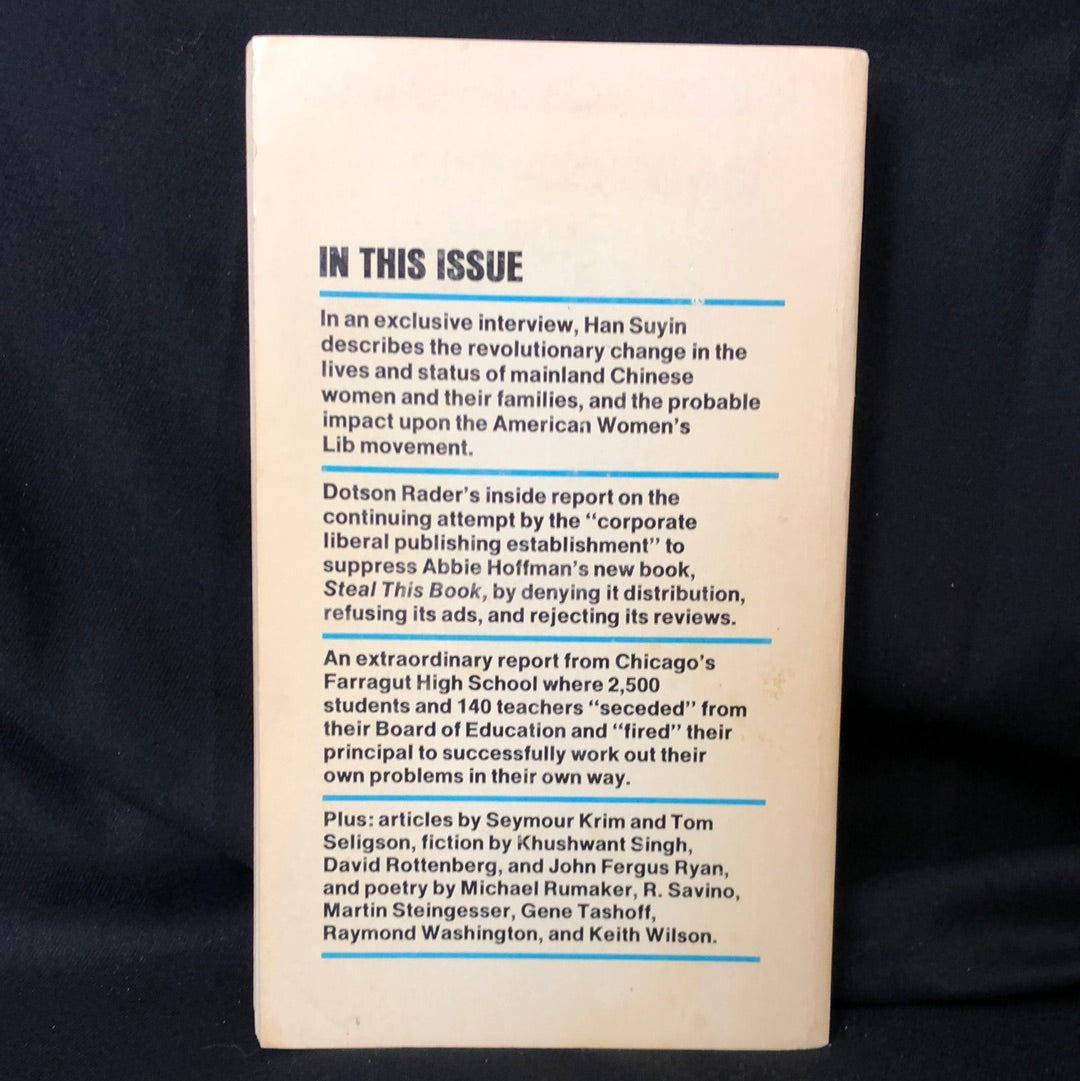 IN THIS ISSUE
In an exclusive interview, Han Suyin
describes the revolutionary change in the
lives and status of mainland Chinese
women and their families, and the probable
impact upon the American Women's
Lib movement.
Dotson Rader's inside report on the
continuing attempt by the “corporate
liberal publishing establishment” to
suppress Abbie Hoffman's new book,
Steal This Book, by denying it distribution,
refusing its ads, and rejecting its reviews.
An extraordinary report from Chicago's
Farragut High School where 2,500
students and 140 teachers “seceded” from
their Board of Education and “fired” their
principal to successfully work out their
own problems in their own way.
Plus: articles by Seymour Krim and Tom
Seligson, fiction by Khushwant Singh,
David Rottenberg, and John Fergus Ryan,
and poetry by Michael Rumaker, R. Savino,
Martin Steingesser, Gene Tashoff,
Raymond Washington, and Keith Wilson.